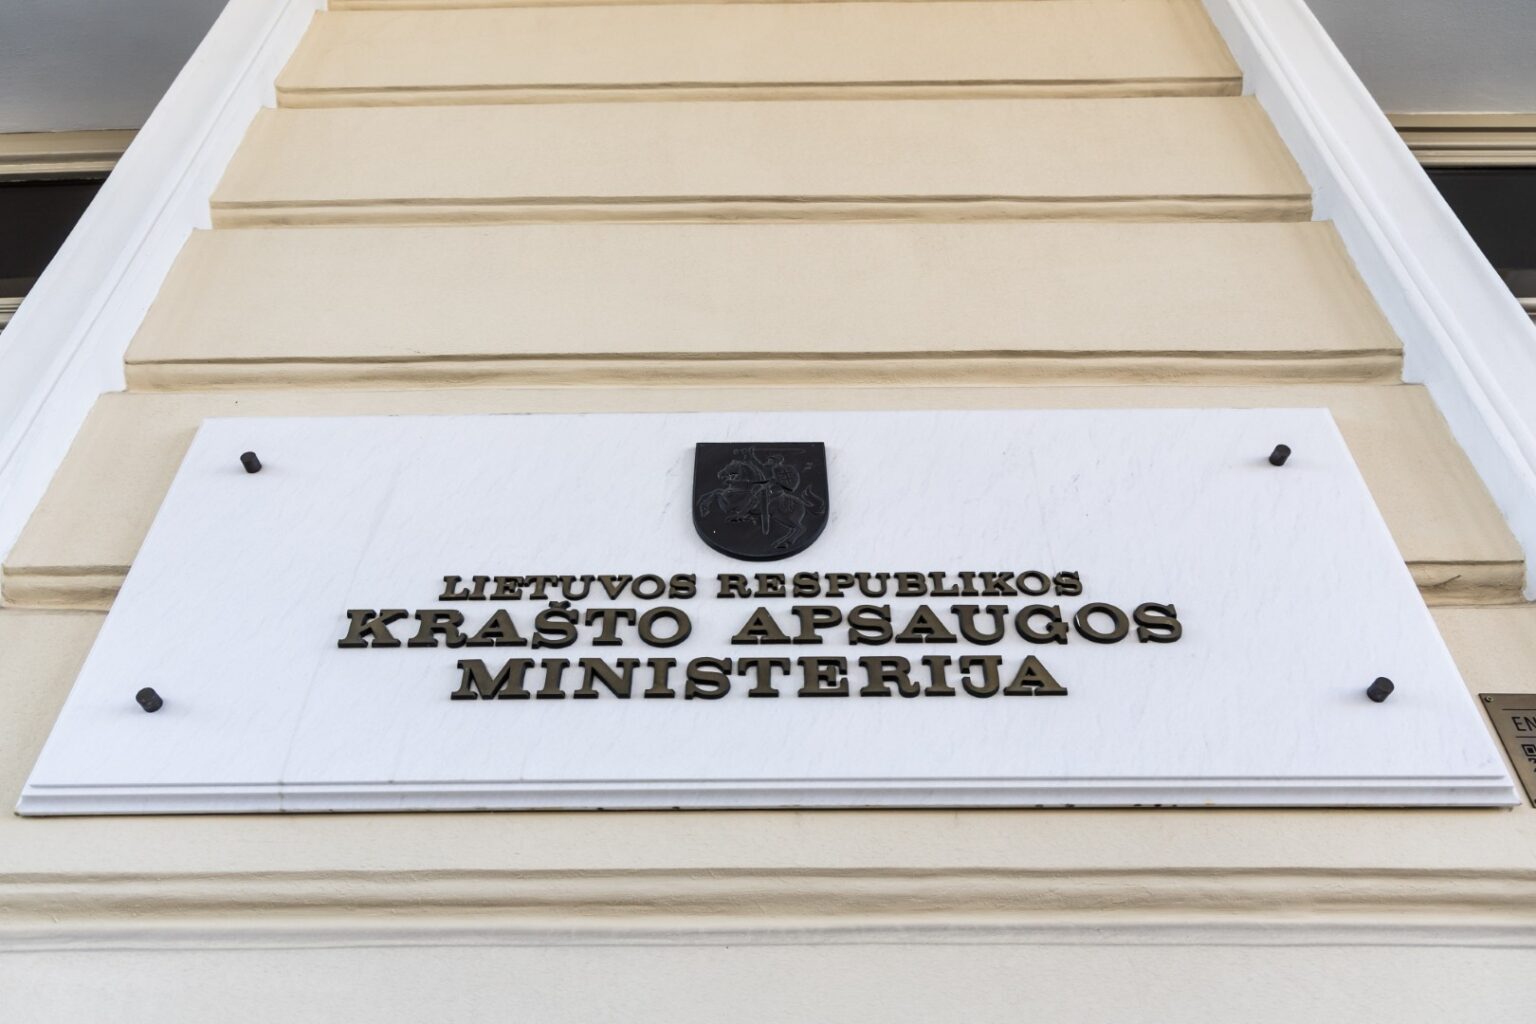 LIETUVOS RESPUBLIKOS
KRAŠTO APSAUGOS
MINISTERIJA